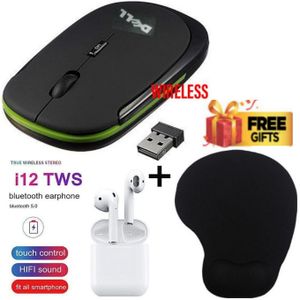 DELL
WIRELESS
FREE
GIFTS
TRUE WIRELESS STEREO
i12 TWS
bluetooth earphone
bluetooth 5.0
+
touch control
HIFI sound
fit all smartphone